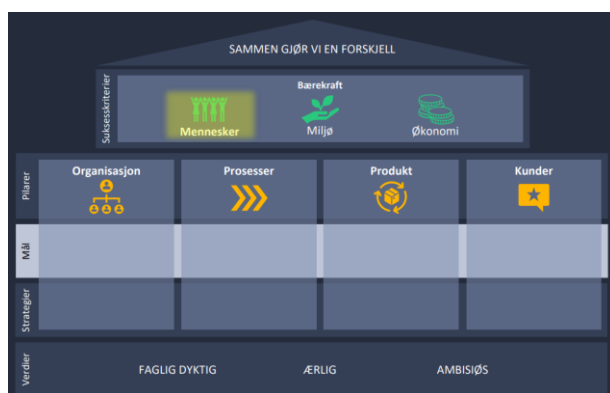 SAMMEN GJØR VI EN FORSKJELL
Suksesskriterier
Bærekraft
Mennesker
Miljø
Økonomi
Pilarer
Organisasjon
Prosesser
Produkt
Kunder
Mål
Strategier
Verdier
FAGLIG DYKTIG
ÆRLIG
AMBISIØS